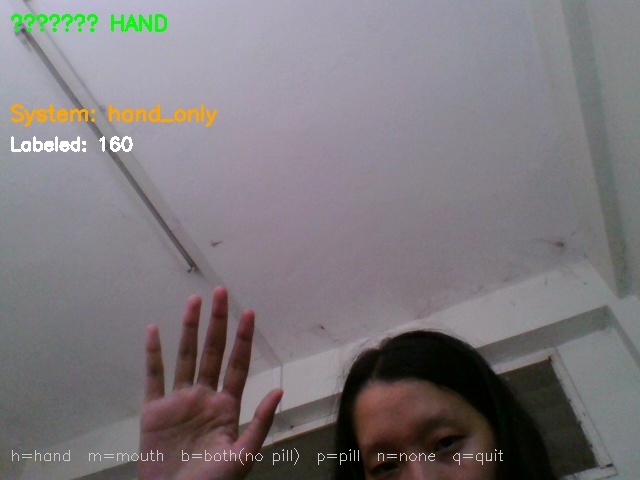 ??????? HAND
System: hand_only
Labeled: 160
h=hand m=mouth b=both(no pill) p=pill n=none q=quit